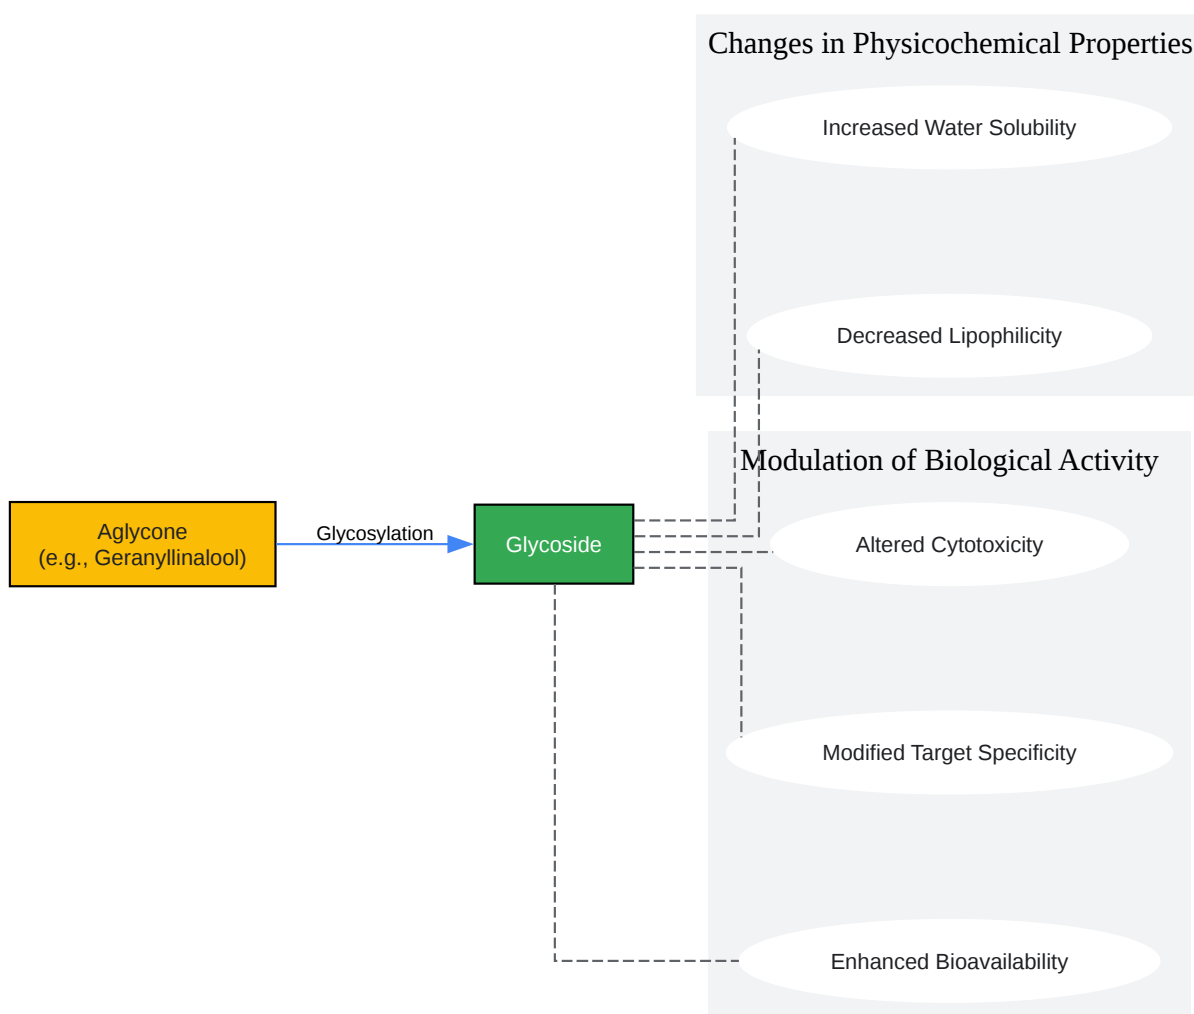 Changes in Physicochemical Properties
Increased Water Solubility
Decreased Lipophilicity
Modulation of Biological Activity
Aglycone
(e.g., Geranyllinalool)
Glycosylation
Glycoside
Altered Cytotoxicity
Modified Target Specificity
Enhanced Bioavailability